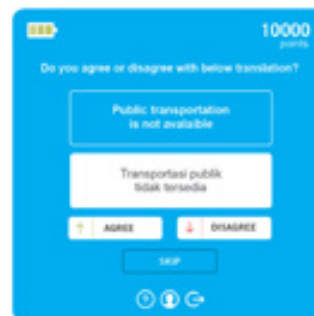 10000
points
Do you agree or disagree with below translation?
Public transportation
is not avalaible
Transportasi publik
tidak tersedia
AGREE
DISAGREE
SKIP